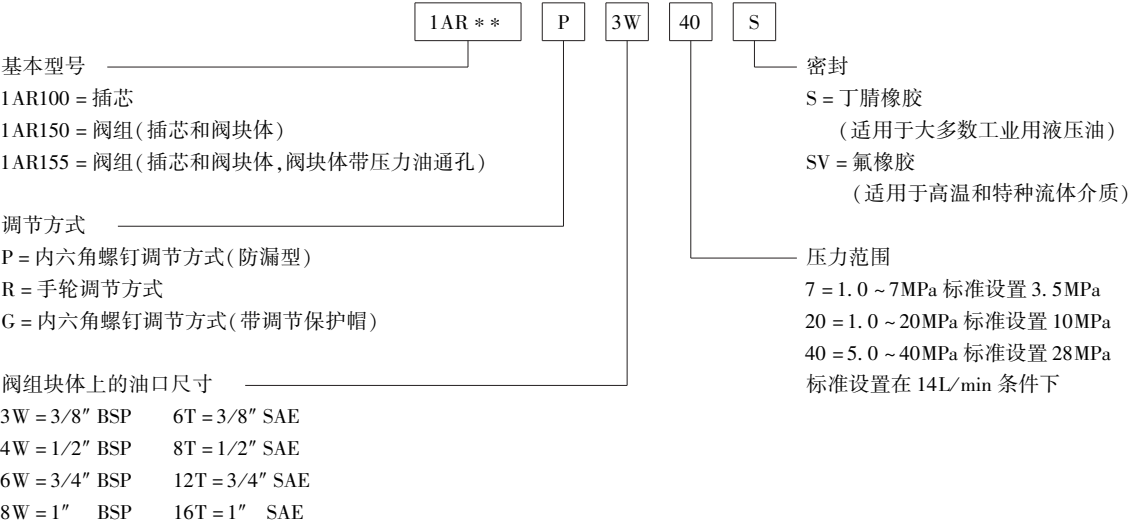 1AR＊＊ P 3W 40 S
基本型号
1AR100 = 插芯
1AR150 = 阀组(插芯和阀块体)
1AR155 = 阀组(插芯和阀块体,阀块体带压力油通孔)
调节方式
P = 内六角螺钉调节方式(防漏型)
R = 手轮调节方式
G = 内六角螺钉调节方式(带调节保护帽)
阀组块体上的油口尺寸
3W = 3/8″ BSP 6T = 3/8″ SAE
4W = 1/2″ BSP 8T = 1/2″ SAE
6W = 3/4″ BSP 12T = 3/4″ SAE
8W = 1″ BSP 16T = 1″ SAE
密封
S = 丁腈橡胶
(适用于大多数工业用液压油)
SV = 氟橡胶
(适用于高温和特种流体介质)
压力范围
7 = 1.0 ~ 7MPa 标准设置 3.5MPa
20 = 1.0 ~ 20MPa 标准设置 10MPa
40 = 5.0 ~ 40MPa 标准设置 28MPa
标准设置在 14L/min 条件下